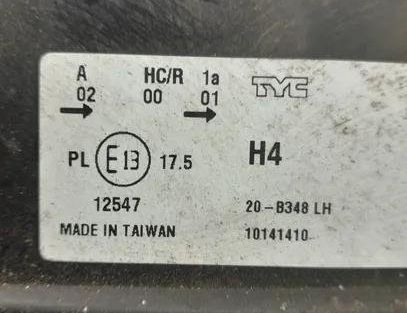 A HC/R 1a TYC
02 00 01
PL E13 17.5 H4
12547 20-B348 LH
MADE IN TAIWAN 10141410